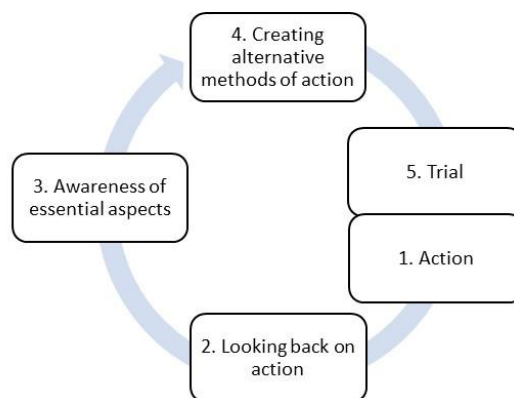 4. Creating
alternative
methods of action
5. Trial
3. Awareness of
essential aspects
1. Action
2. Looking back on
action